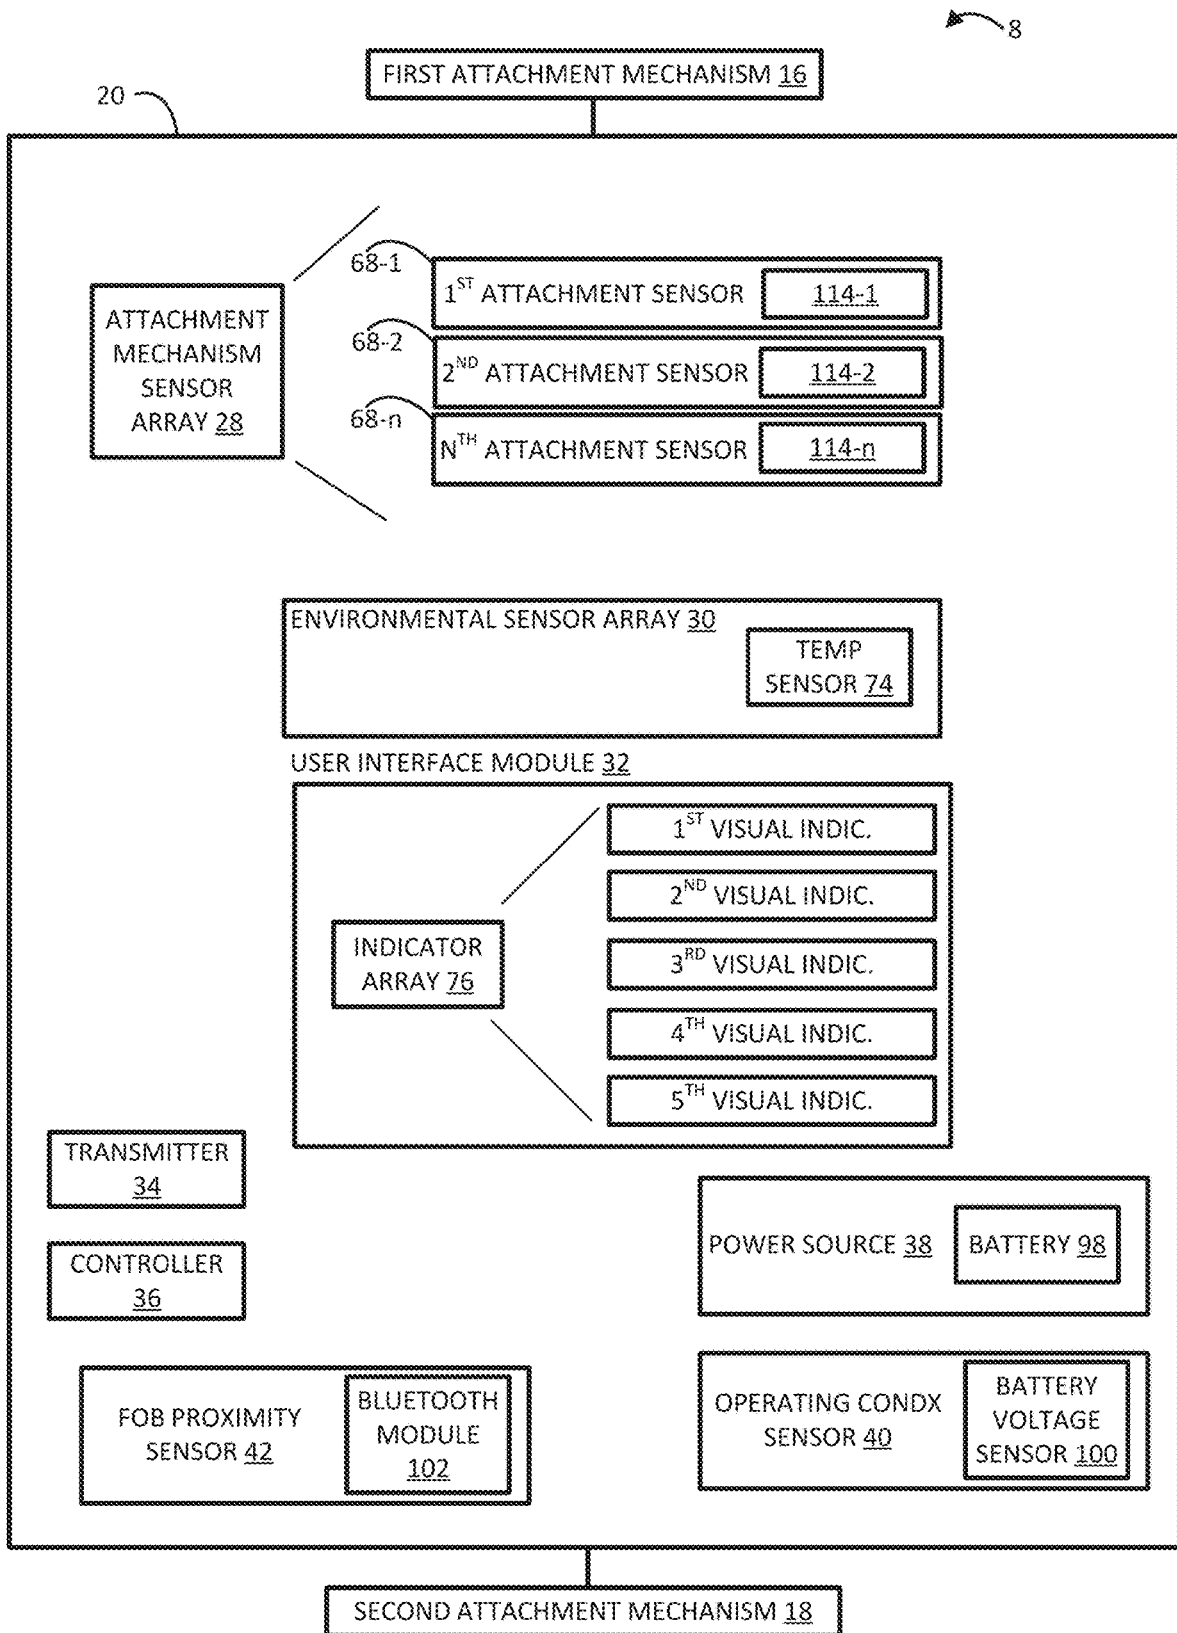 8
FIRST ATTACHMENT MECHANISM 16
20
68-1
1ST ATTACHMENT SENSOR 114-1
ATTACHMENT
MECHANISM
SENSOR
ARRAY 28
68-2
2ND ATTACHMENT SENSOR 114-2
68-n
NTH ATTACHMENT SENSOR 114-n
ENVIRONMENTAL SENSOR ARRAY 30
TEMP
SENSOR 74
USER INTERFACE MODULE 32
INDICATOR
ARRAY 76
1ST VISUAL INDIC.
2ND VISUAL INDIC.
3RD VISUAL INDIC.
4TH VISUAL INDIC.
5TH VISUAL INDIC.
TRANSMITTER
34
CONTROLLER
36
POWER SOURCE 38
BATTERY 98
FOB PROXIMITY
SENSOR 42
BLUETOOTH
MODULE
102
OPERATING CONDX
SENSOR 40
BATTERY
VOLTAGE
SENSOR 100
SECOND ATTACHMENT MECHANISM 18